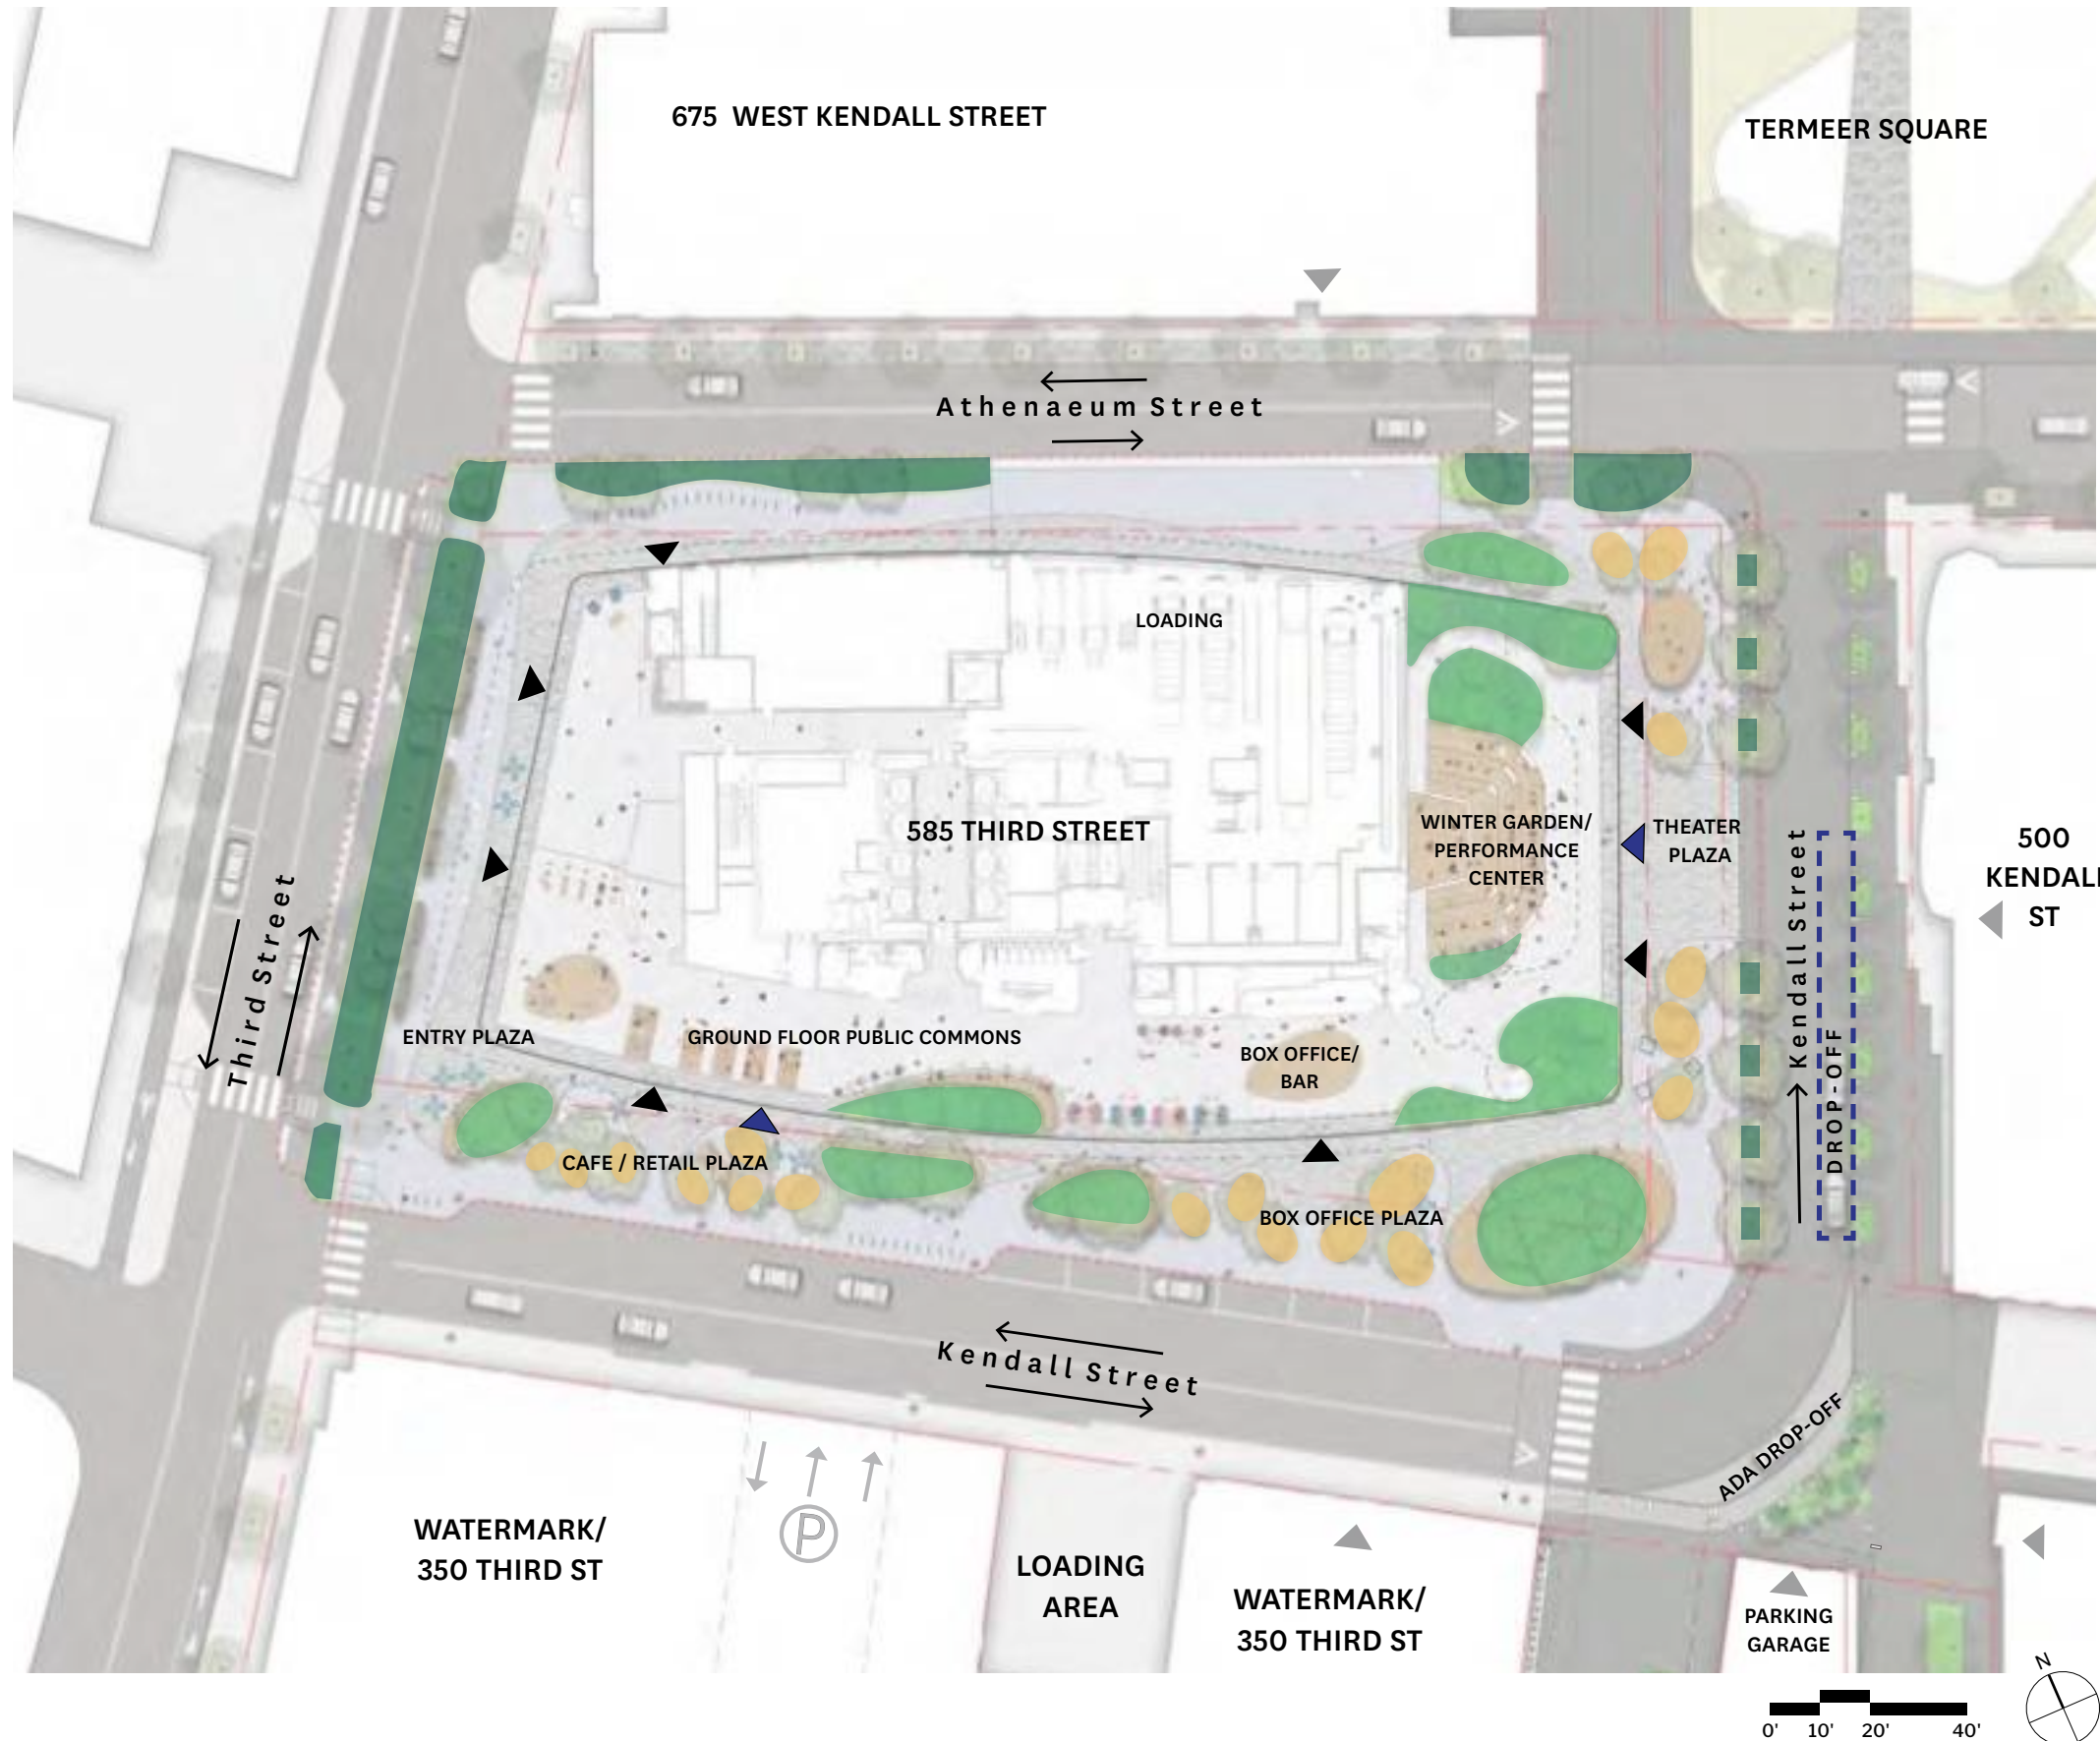 675 WEST KENDALL STREET
TERMEER SQUARE
Athenaeum Street
LOADING
585 THIRD STREET
WINTER GARDEN/
PERFORMANCE
CENTER
THEATER
PLAZA
500
KENDALL
ST
Third Street
Kendall Street
DROP-OFF
ENTRY PLAZA
GROUND FLOOR PUBLIC COMMONS
BOX OFFICE/
BAR
CAFE / RETAIL PLAZA
BOX OFFICE PLAZA
Kendall Street
ADA DROP-OFF
WATERMARK/
350 THIRD ST
P
LOADING
AREA
WATERMARK/
350 THIRD ST
PARKING
GARAGE
N
0' 10' 20' 40'